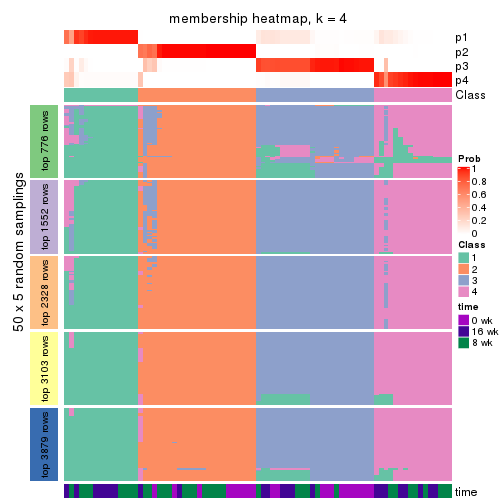 membership heatmap, k = 4
p1
p2
p3
p4
Class
50 x 5 random samplings
top 776 rows
top 1552 rows
top 2328 rows
top 3103 rows
top 3879 rows
time
Prob
1
0.8
0.6
0.4
0.2
0
Class
1
2
3
4
time
0 wk
16 wk
8 wk